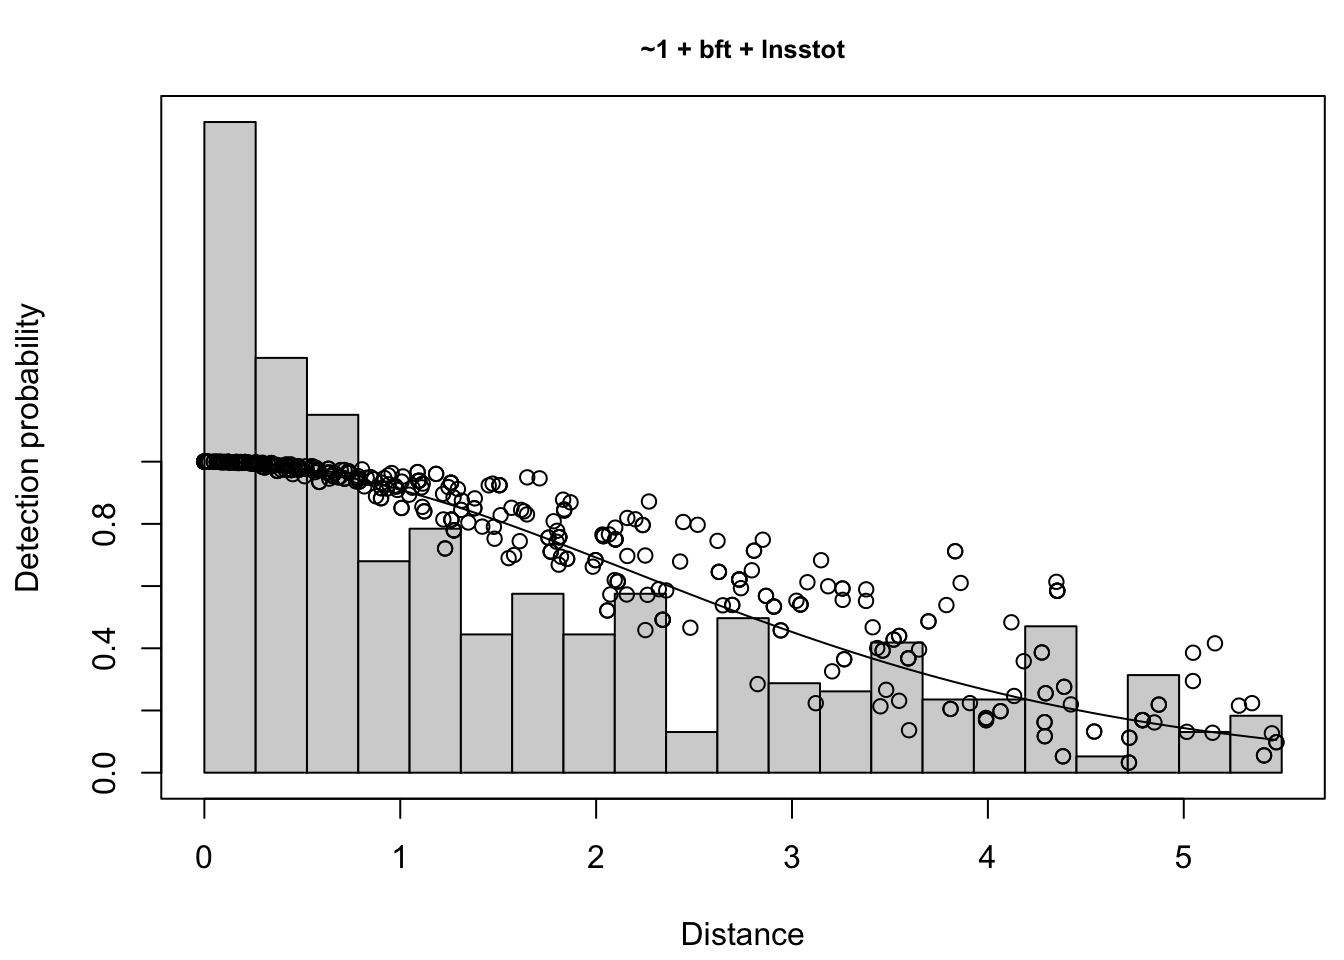 ~1 + bft + lnsstot
Detection probability
0.8
0.4
0.0
0 1 2 3 4 5
Distance